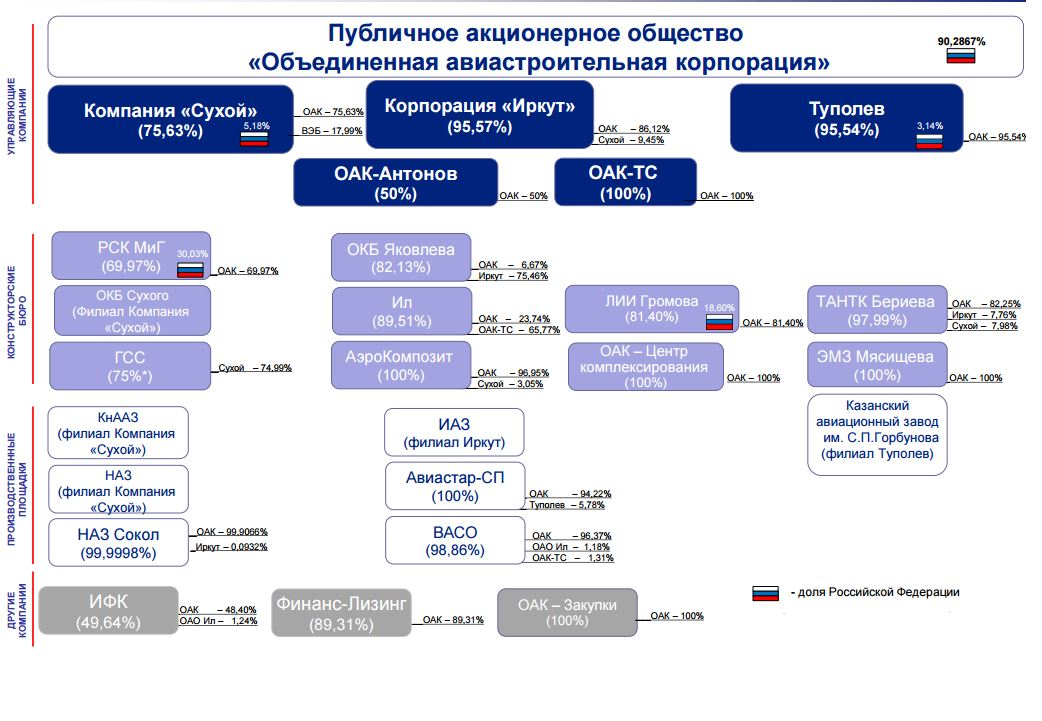 Публичное акционерное общество
«Объединенная авиастроительная корпорация»
90,2867%
УПРАВЛЯЮЩИЕ
КОМПАНИИ
Компания «Сухой»
(75,63%)
5,18%
ОАК – 75,63%
ВЭБ – 17,99%
Корпорация «Иркут»
(95,57%)
ОАК – 86,12%
Сухой – 9,45%
Туполев
(95,54%)
3,14%
ОАК – 95,54%
ОАК-Антонов
(50%)
ОАК – 50%
ОАК-ТС
(100%)
ОАК – 100%
КОНСТРУКТОРСКИЕ
БЮРО
РСК МиГ
(69,97%)
30,03%
ОАК – 69,97%
ОКБ Яковлева
(82,13%)
ОАК – 6,67%
Иркут – 75,46%
ОКБ Сухого
(Филиал Компания
«Сухой»)
Ил
(89,51%)
ОАК – 23,74%
ОАК-ТС – 65,77%
ЛИИ Громова
(81,40%)
18,60%
ОАК – 81,40%
ТАНТК Бериева
(97,99%)
ОАК – 82,25%
Иркут – 7,76%
Сухой – 7,98%
ГСС
(75%*)
Сухой – 74,99%
АэроКомпозит
(100%)
ОАК – 96,95%
Сухой – 3,05%
ОАК – Центр
комплексирования
(100%)
ОАК – 100%
ЭМЗ Мясищева
(100%)
ОАК – 100%
ПРОИЗВОДСТВЕНННЫЕ
ПЛОЩАДКИ
КнААЗ
(филиал Компания
«Сухой»)
ИАЗ
(филиал Иркут)
Казанский
авиационный завод
им. С.П.Горбунова
(филиал Туполев)
НАЗ
(филиал Компания
«Сухой»)
Авиастар-СП
(100%)
ОАК – 94,22%
Туполев – 5,78%
НАЗ Сокол
(99,9998%)
ОАК – 99,9066%
Иркут – 0,0932%
ВАСО
(98,86%)
ОАК – 96,37%
ОАО Ил – 1,18%
ОАК-ТС – 1,31%
ДРУГИЕ
КОМПАНИИ
ИФК
(49,64%)
ОАК – 48,40%
ОАО Ил – 1,24%
Финанс-Лизинг
(89,31%)
ОАК – 89,31%
ОАК – Закупки
(100%)
ОАК – 100%
- доля Российской Федерации